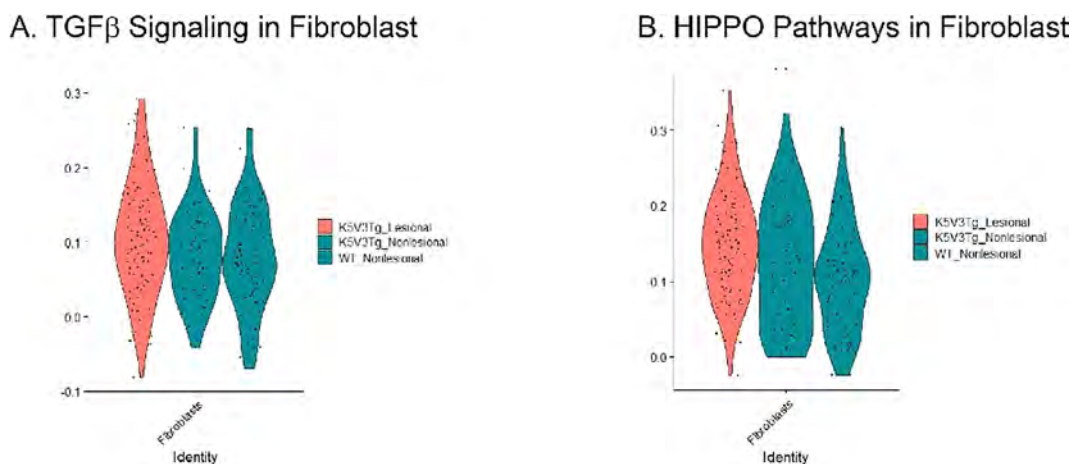 A. TGFβ Signaling in Fibroblast
0.3
0.2
0.1
0.0
-0.1
Fibroblasts
Identity
K5V3Tg_Lesional
K5V3Tg_Nonlesional
WT_Nonlesional
B. HIPPO Pathways in Fibroblast
0.3
0.2
0.1
0.0
Fibroblasts
Identity
K5V3Tg_Lesional
K5V3Tg_Nonlesional
WT_Nonlesional